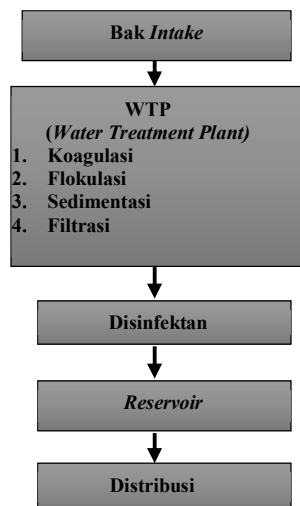 Bak Intake
WTP
(Water Treatment Plant)
1. Koagulasi
2. Flokulasi
3. Sedimentasi
4. Filtrasi
Disinfektan
Reservoir
Distribusi